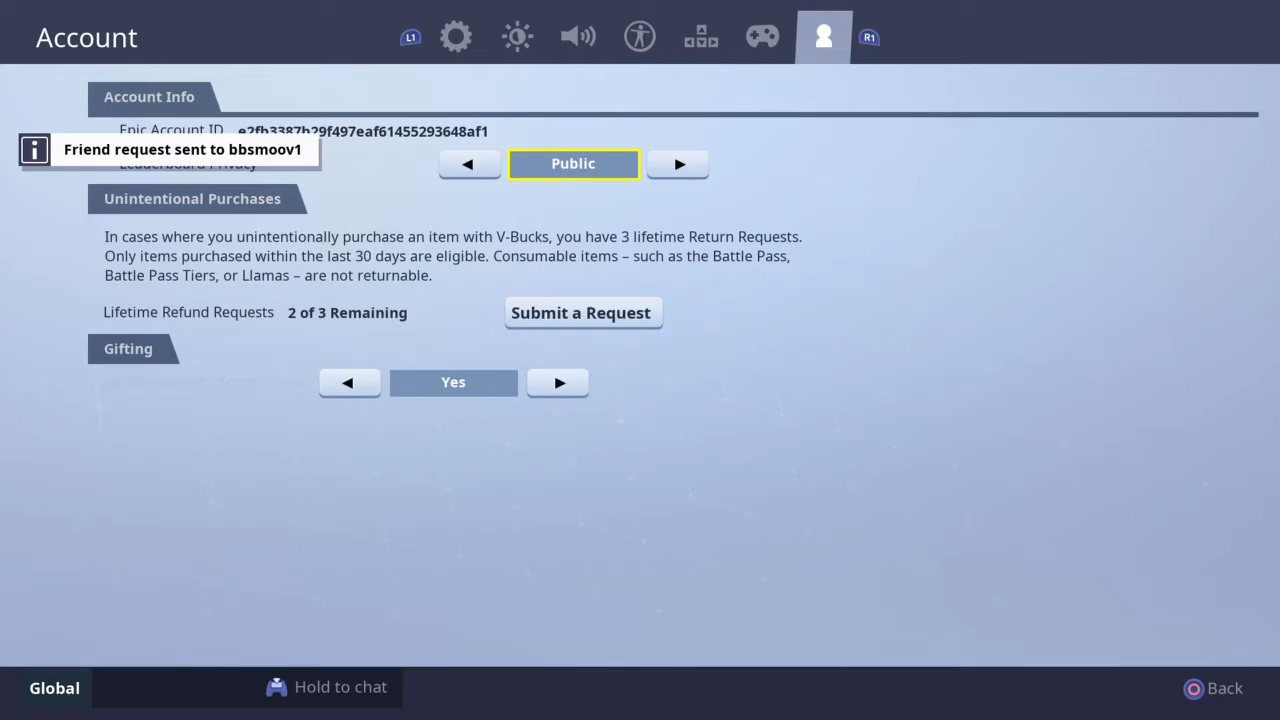 Account
L1
R1
Account Info
Epic Account ID e2fb3387b29f497eaf61455293648af1
Friend request sent to bbsmoov1
Leaderboard Privacy
Public
Unintentional Purchases
In cases where you unintentionally purchase an item with V-Bucks, you have 3 lifetime Return Requests.
Only items purchased within the last 30 days are eligible. Consumable items – such as the Battle Pass,
Battle Pass Tiers, or Llamas – are not returnable.
Lifetime Refund Requests 2 of 3 Remaining Submit a Request
Gifting
Yes
Global Hold to chat Back